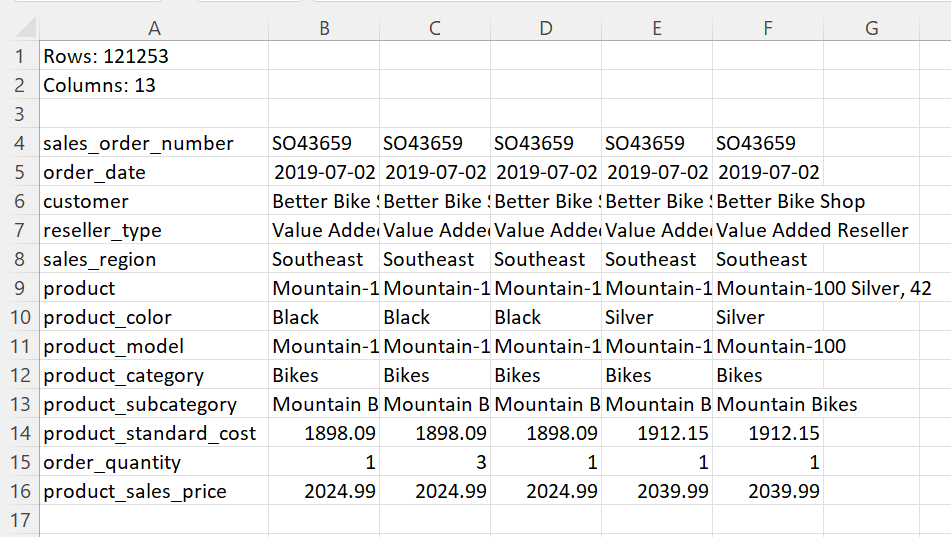 A B C D E F G
1 Rows: 121253
2 Columns: 13
3
4 sales_order_number SO43659 SO43659 SO43659 SO43659 SO43659
5 order_date 2019-07-02 2019-07-02 2019-07-02 2019-07-02 2019-07-02
6 customer Better Bike Better Bike Better Bike Better Bike Better Bike Shop
7 reseller_type Value Added Value Added Value Added Value Added Value Added Reseller
8 sales_region Southeast Southeast Southeast Southeast Southeast
9 product Mountain-1 Mountain-1 Mountain-1 Mountain-1 Mountain-100 Silver, 42
10 product_color Black Black Black Silver Silver
11 product_model Mountain-1 Mountain-1 Mountain-1 Mountain-1 Mountain-100
12 product_category Bikes Bikes Bikes Bikes Bikes
13 product_subcategory Mountain B Mountain B Mountain B Mountain B Mountain Bikes
14 product_standard_cost 1898.09 1898.09 1898.09 1912.15 1912.15
15 order_quantity 1 3 1 1 1
16 product_sales_price 2024.99 2024.99 2024.99 2039.99 2039.99
17